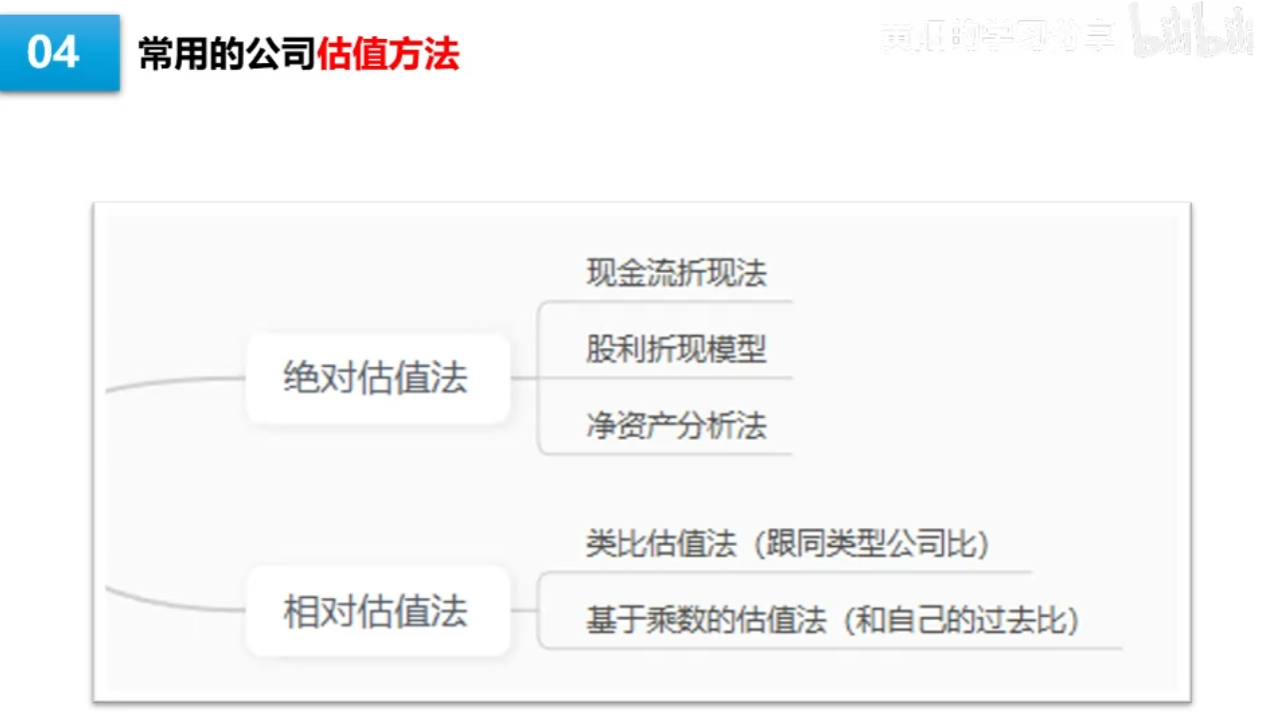 04
常用的公司估值方法
bilibili
现金流折现法
股利折现模型
绝对估值法
净资产分析法
类比估值法（跟同类型公司比）
相对估值法
基于乘数的估值法（和自己的过去比）